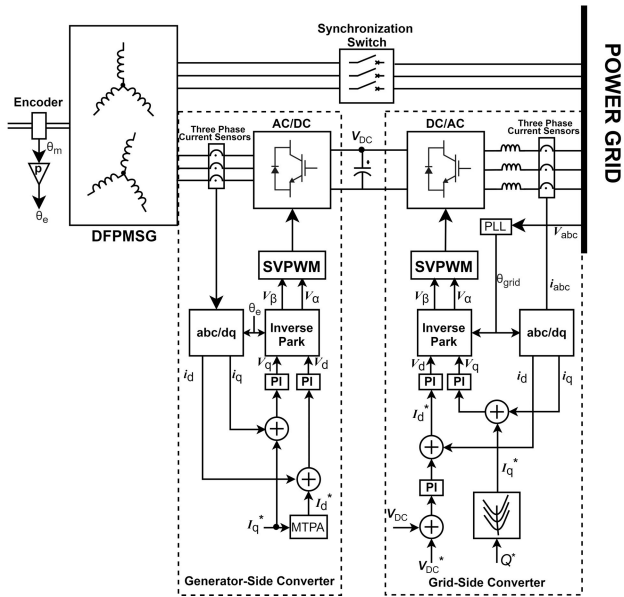 Synchronization
Switch
POWER GRID
Encoder
θm
P
θe
DFPMSG
Three Phase
Current Sensors
AC/DC
VDC
DC/AC
Three Phase
Current Sensors
PLL
Vabc
SVPWM
SVPWM
θgrid
iabc
Vβ
Vα
Vβ
Vα
θe
abc/dq
Inverse
Park
Inverse
Park
abc/dq
id
iq
Vq
Vd
Vd
Vq
id
iq
PI
PI
PI
PI
Id*
Iq*
PI
Id*
Iq*
MTPA
VDC
VDC*
Q*
Generator-Side Converter
Grid-Side Converter